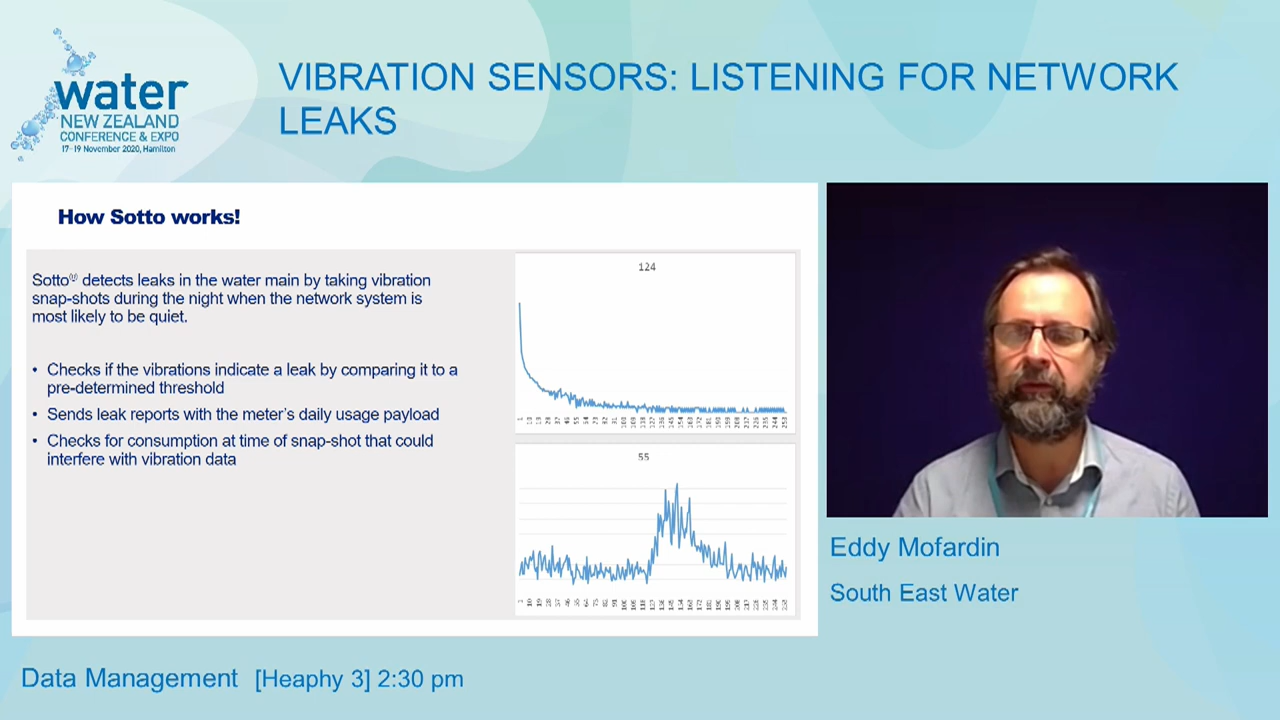 water
NEW ZEALAND
CONFERENCE & EXPO
17-19 November 2020, Hamilton
VIBRATION SENSORS: LISTENING FOR NETWORK
LEAKS
How Sotto works!
Sotto detects leaks in the water main by taking vibration
snap-shots during the night when the network system is
most likely to be quiet.
• Checks if the vibrations indicate a leak by comparing it to a
pre-determined threshold
• Sends leak reports with the meter's daily usage payload
• Checks for consumption at time of snap-shot that could
interfere with vibration data
124
55
Eddy Mofardin
South East Water
Data Management [Heaphy 3] 2:30 pm